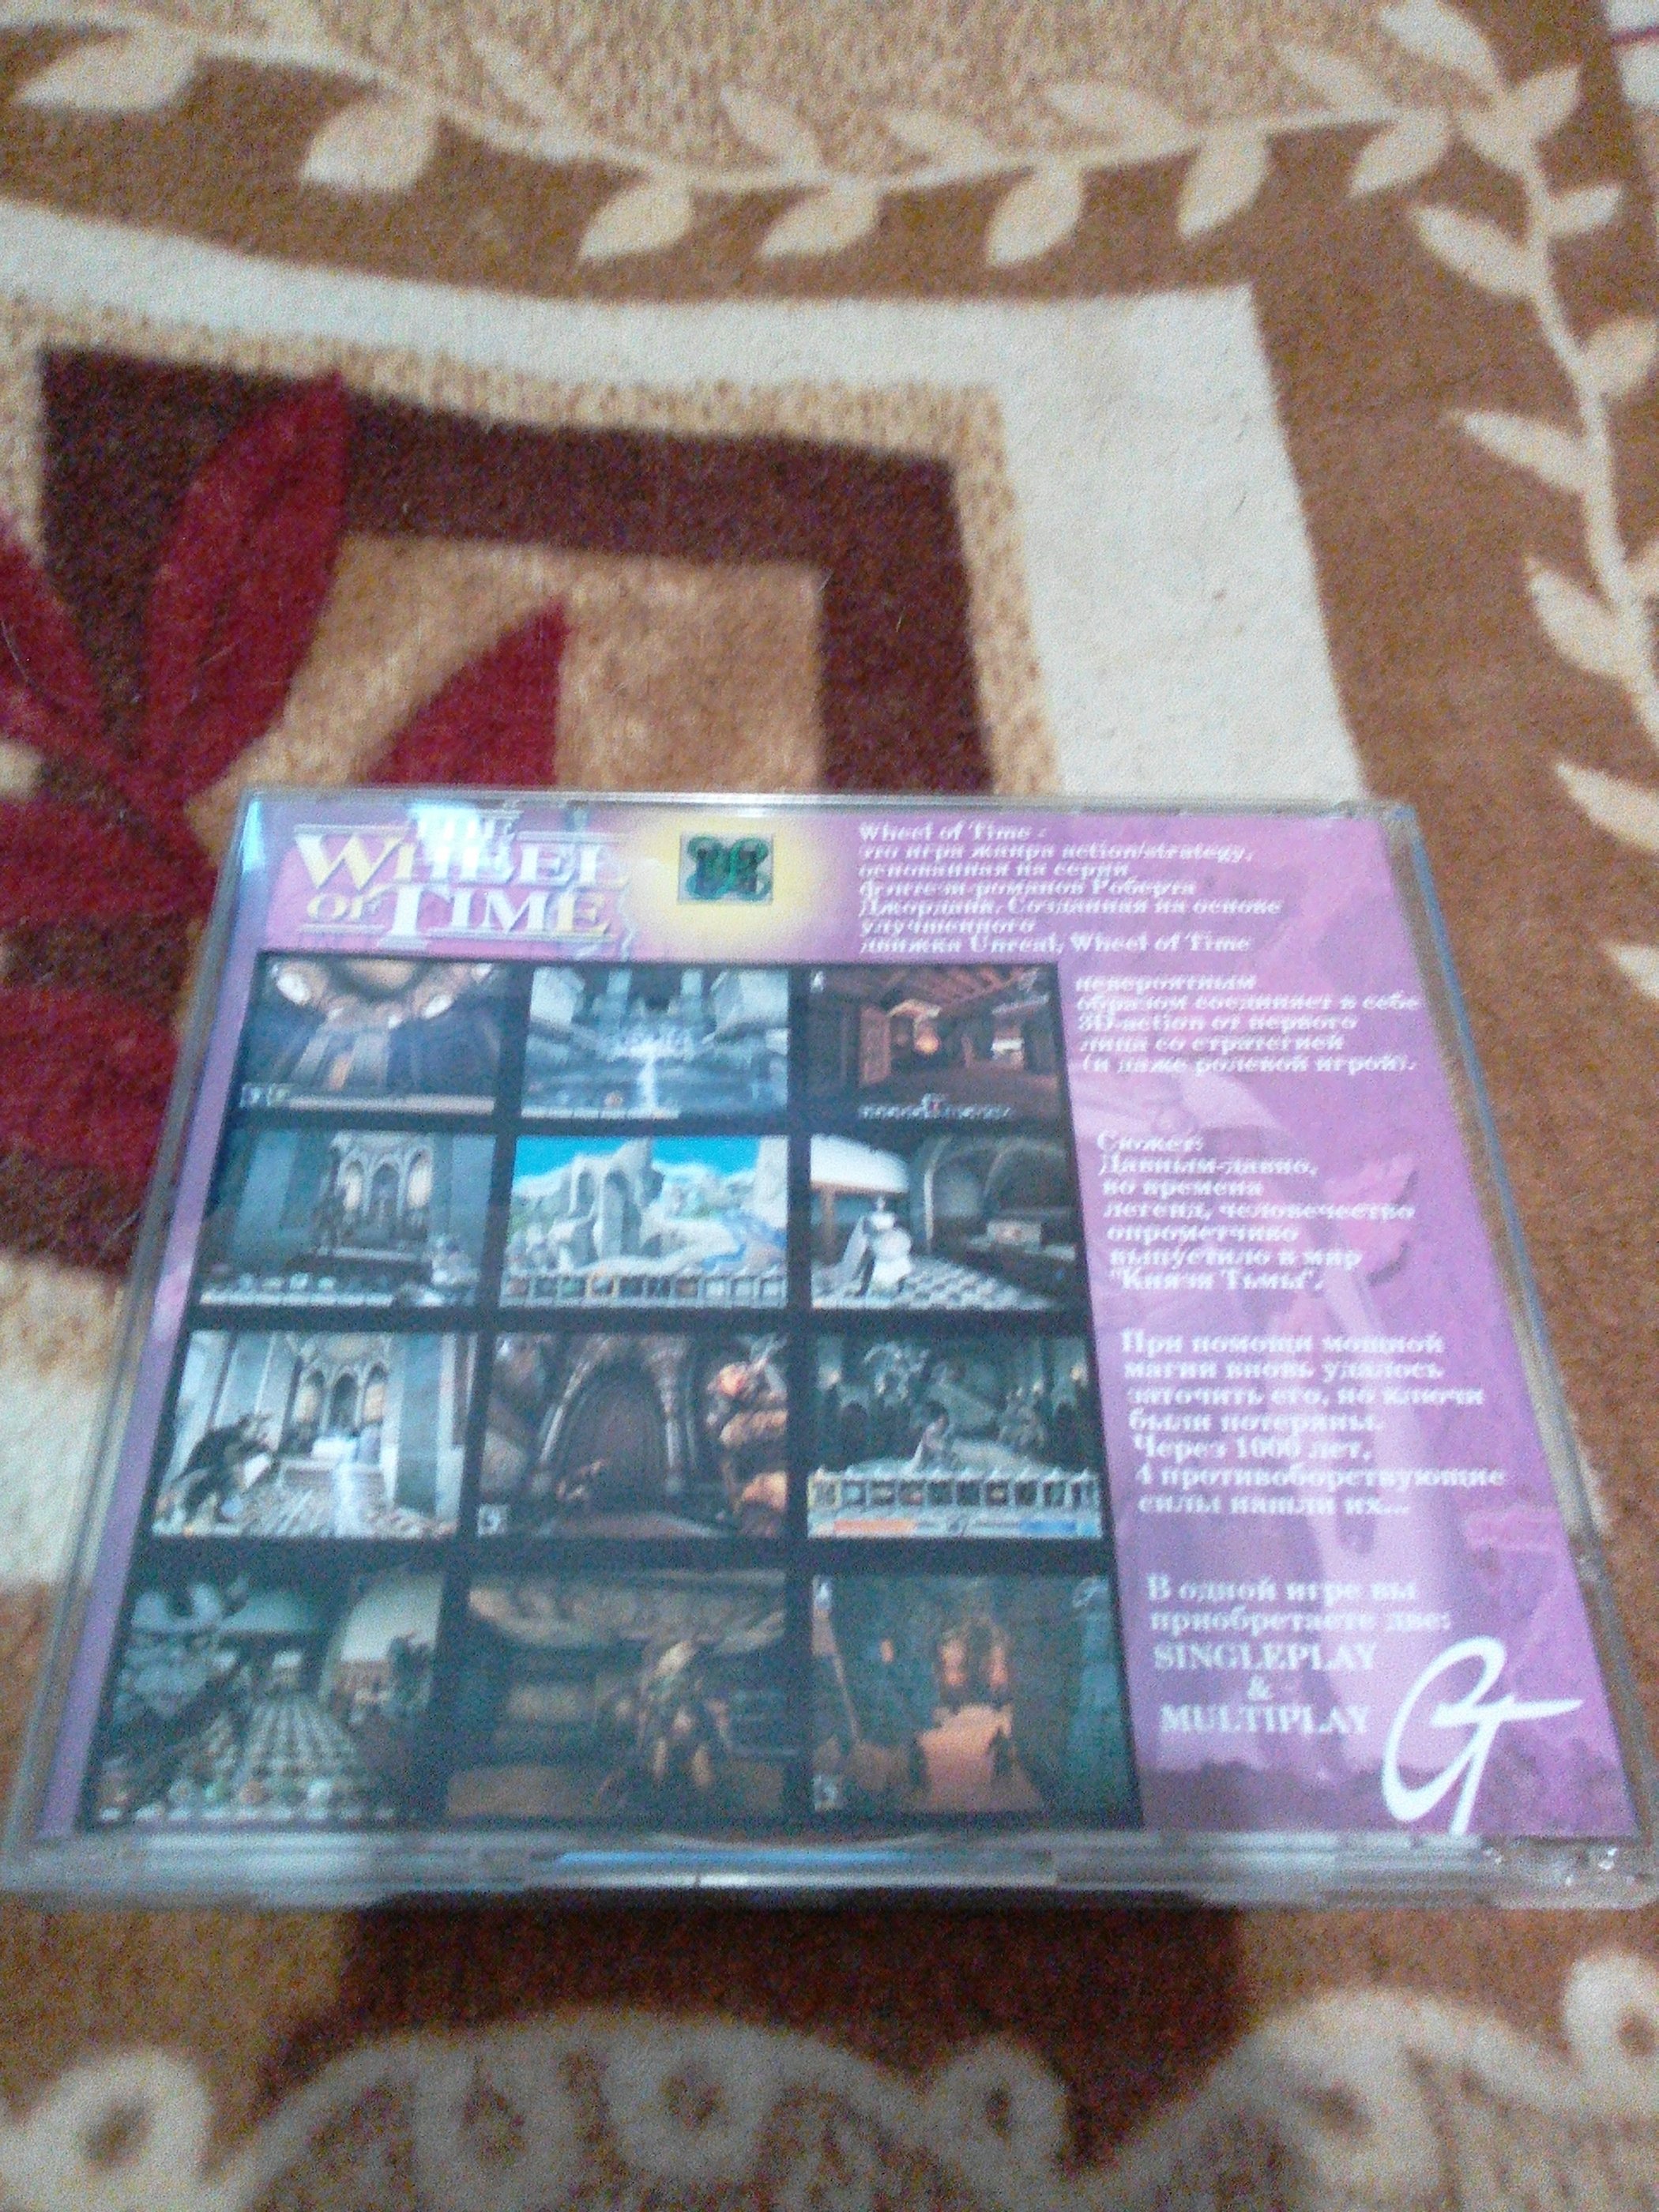 THE
WHEEL
OF TIME
Wheel of Time -
это игра жанра action/strategy,
основанная на серии
фэнтези-романов Роберта
Джордана. Созданная на основе
улучшенного
движка Unreal, Wheel of Time
невероятным
образом соединяет в себе
3D-action от первого
лица со стратегией
(и даже ролевой игрой).
Сюжет:
Давным-давно,
во времена
легенд, человечество
опрометчиво
выпустило в мир
"Князя Тьмы".
При помощи мощной
магии вновь удалось
заточить его, но ключи
были потеряны.
Через 1000 лет,
4 противоборствующие
силы нашли их...
В одной игре вы
приобретаете две:
SINGLEPLAY
&
MULTIPLAY
GT